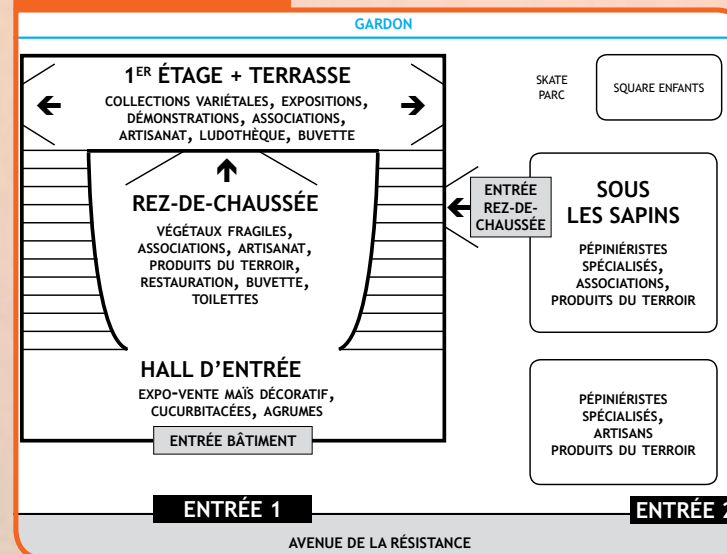 GARDON
1ER ÉTAGE + TERRASSE
COLLECTIONS VARIÉTALES, EXPOSITIONS,
DÉMONSTRATIONS, ASSOCIATIONS,
ARTISANAT, LUDOTHÈQUE, BUVETTE
SKATE
PARC
SQUARE ENFANTS
REZ-DE-CHAUSSÉE
VÉGÉTAUX FRAGILES,
ASSOCIATIONS, ARTISANAT,
PRODUITS DU TERROIR,
RESTAURATION, BUVETTE,
TOILETTES
ENTRÉE
REZ-DE-
CHAUSSÉE
SOUS
LES SAPINS
PÉPINIÉRISTES
SPÉCIALISÉS,
ASSOCIATIONS,
PRODUITS DU TERROIR
HALL D'ENTRÉE
EXPO-VENTE MAÏS DÉCORATIF,
CUCURBITACÉES, AGRUMES
ENTRÉE BÂTIMENT
PÉPINIÉRISTES
SPÉCIALISÉS,
ARTISANS
PRODUITS DU TERROIR
ENTRÉE 1
ENTRÉE 2
AVENUE DE LA RÉSISTANCE